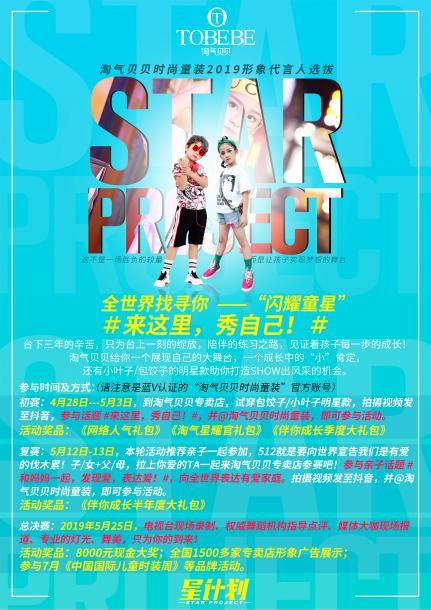 TOBEBE
淘气贝贝
淘气贝贝时尚童装2019形象代言人选拔
STAR
PROJECT
这不是一场胜负的较量 而是让孩子实现梦想的舞台
全世界找寻你 ——“闪耀童星”
#来这里，秀自己！#
台下三年的辛苦，只为台上一刻的绽放，陪伴的练习之路，见证着孩子每一步的成长！
淘气贝贝给你一个展现自己的大舞台，一个成长中的“小”肯定，
还有小叶子/包饺子的明星款助你打造SHOW出风采的机会。
参与时间及方式：（请注意是蓝V认证的“淘气贝贝时尚童装”官方账号）
初赛：4月28日---5月3日，到淘气贝贝专卖店，试穿包饺子/小叶子明星款，拍摄视频发
至抖音，参与话题 #来这里，秀自己！#，并@淘气贝贝时尚童装，即可参与活动。
活动奖品：《网络人气礼包》《淘气星耀官礼包》《伴你成长季度大礼包》
复赛：5月12日-13日，本轮活动推荐亲子一起参加，512就是要向世界宣告我们是有爱
的伐木累！子/女+父/母，拉上你爱的TA一起来淘气贝贝专卖店参赛吧！参与亲子话题 #
和妈妈一起，发现爱，表达爱！#，向全世界表达有爱家庭。拍摄视频发至抖音，并@淘
气贝贝时尚童装，即可参与活动。
活动奖品：《伴你成长半年度大礼包》
总决赛：2019年5月25日，电视台现场录制、权威舞蹈机构指导点评、媒体大咖现场报
道、专业的灯光、舞美，只为你的到来！
活动奖品：8000元现金大奖；全国1500多家专卖店形象广告展示；
参与7月《中国国际儿童时装周》等品牌活动。
星计划
STAR PROJECT